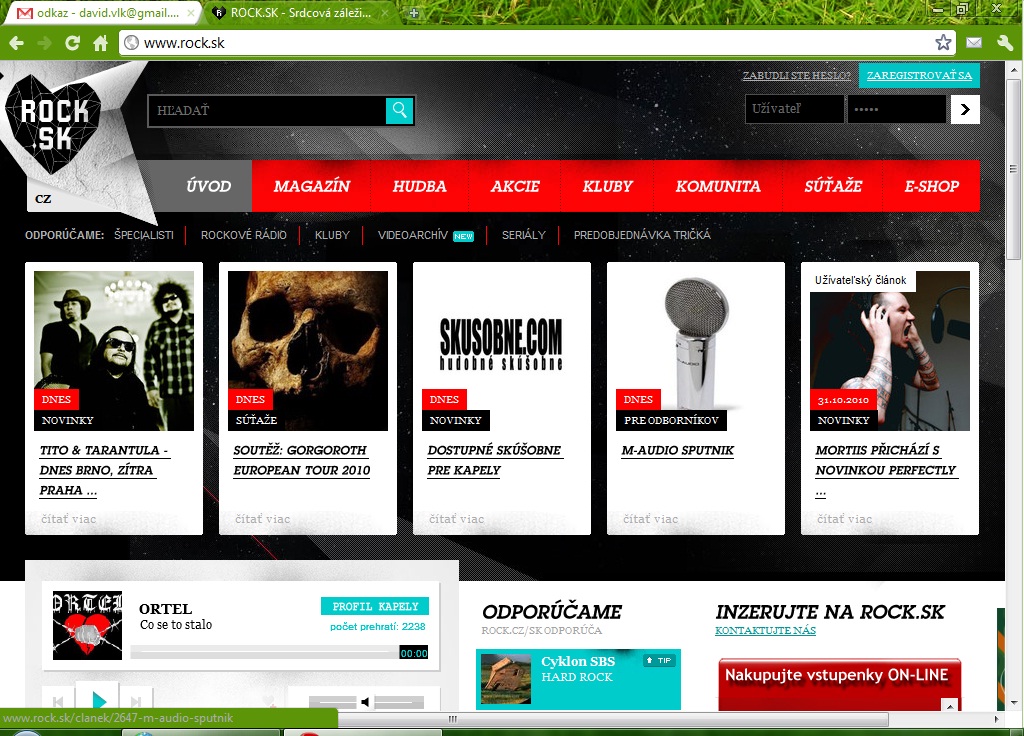 odkaz - david.vlk@gmail....
ROCK.SK - Srdcová záleži...
www.rock.sk
ROCK
.SK
HĽADAŤ
ZABUDLI STE HESLO?
ZAREGISTROVAŤ SA
Užívateľ
•••••
CZ
ÚVOD
MAGAZÍN
HUDBA
AKCIE
KLUBY
KOMUNITA
SÚŤAŽE
E-SHOP
ODPORÚČAME:
ŠPECIALISTI
ROCKOVÉ RÁDIO
KLUBY
VIDEOARCHÍV NEW
SERIÁLY
PREDOBJEDNÁVKA TRIČKÁ
DNES
NOVINKY
TITO & TARANTULA -
DNES BRNO, ZÍTRA
PRAHA ...
čítať viac
DNES
SÚŤAŽE
SOUTĚŽ: GORGOROTH
EUROPEAN TOUR 2010
čítať viac
SKUSOBNE.COM
hudobné skúšobne
DNES
NOVINKY
DOSTUPNÉ SKÚŠOBNE
PRE KAPELY
čítať viac
DNES
PRE ODBORNÍKOV
M-AUDIO SPUTNIK
čítať viac
Užívateľský článok
31.10.2010
NOVINKY
MORTIIS PŘICHÁZÍ S
NOVINKOU PERFECTLY
...
čítať viac
ORTEL
ORTEL
Co se to stalo
PROFIL KAPELY
počet prehratí: 2238
00:00
ODPORÚČAME
ROCK.CZ/SK ODPORÚČA
Cyklon SBS
TIP
HARD ROCK
INZERUJTE NA ROCK.SK
KONTAKTUJTE NÁS
Nakupujte vstupenky ON-LINE
www.rock.sk/clanek/2647-m-audio-sputnik